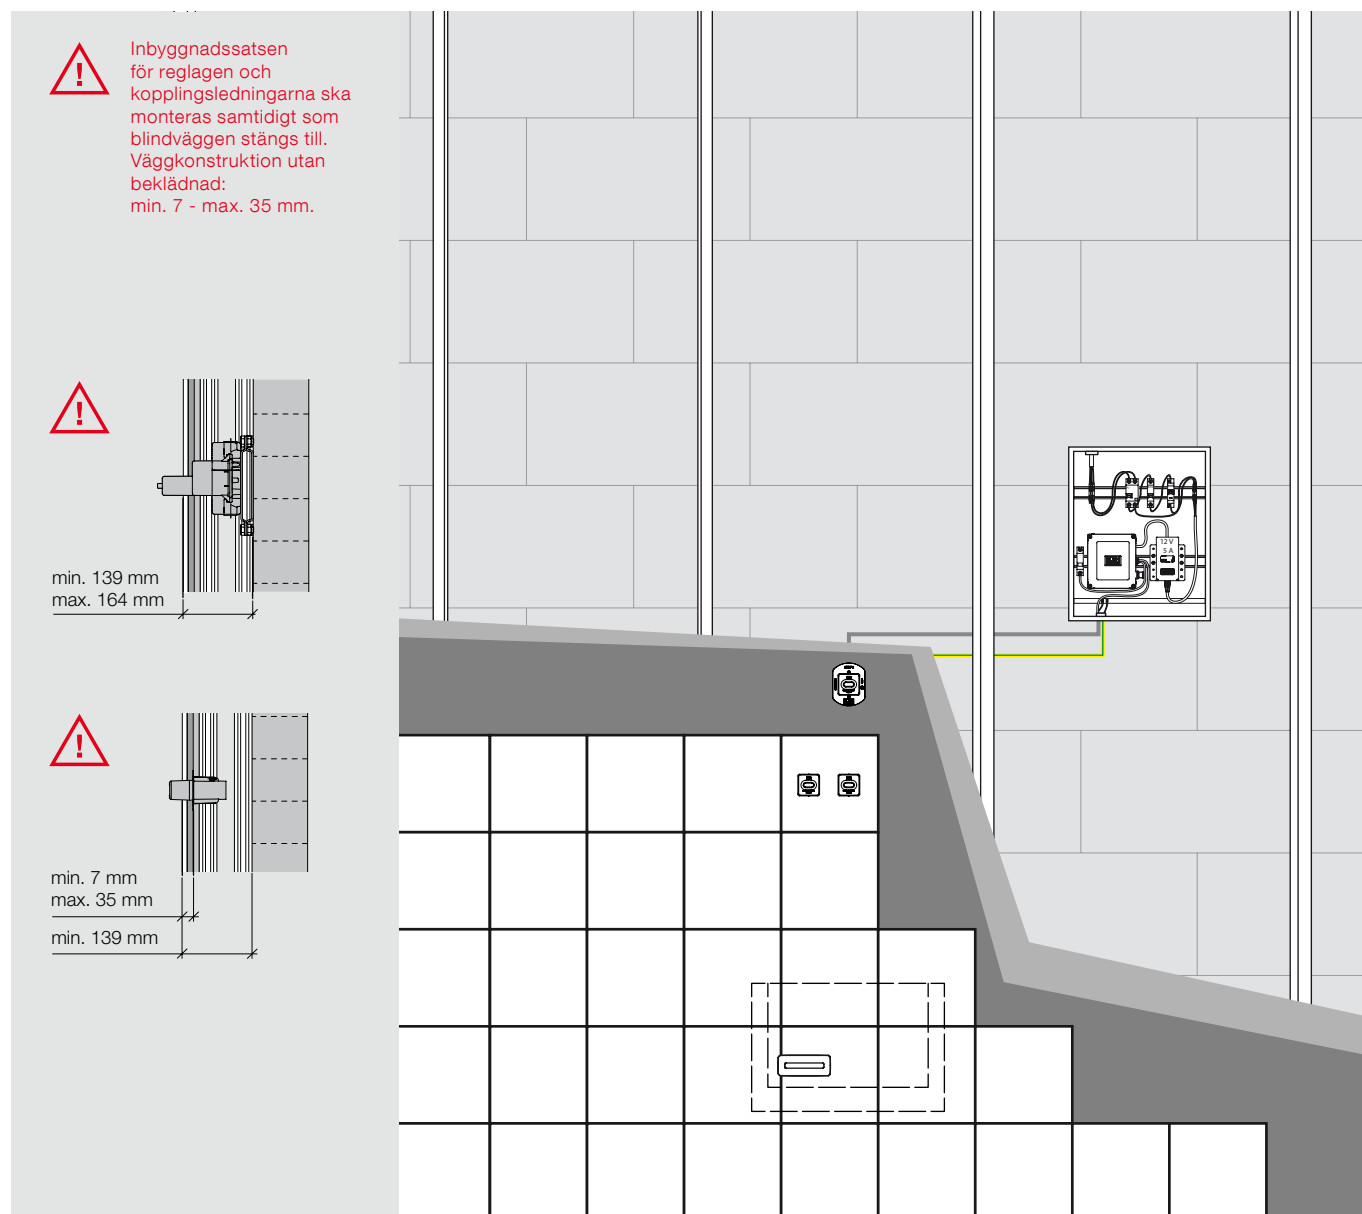 Inbyggnadssatsen
för reglagen och
kopplingsledningarna ska
monteras samtidigt som
blindväggen stängs till.
Väggkonstruktion utan
beklädnad:
min. 7 - max. 35 mm.
min. 139 mm
max. 164 mm
12 V
5 A
min. 7 mm
max. 35 mm
min. 139 mm